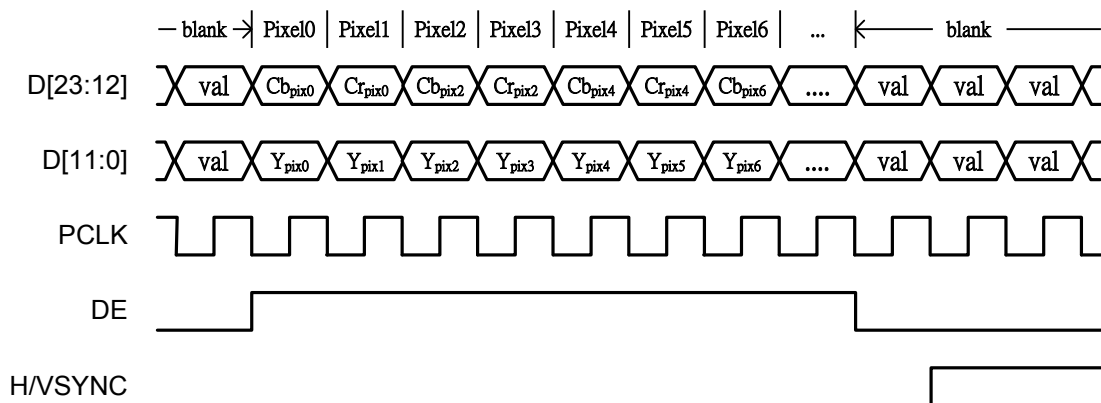 blank Pixel0 Pixel1 Pixel2 Pixel3 Pixel4 Pixel5 Pixel6 ... blank
D[23:12] val Cbpix0 Crpix0 Cbpix2 Crpix2 Cbpix4 Crpix4 Cbpix6 .... val val val
D[11:0] val Ypix0 Ypix1 Ypix2 Ypix3 Ypix4 Ypix5 Ypix6 .... val val val
PCLK
DE
H/VSYNC